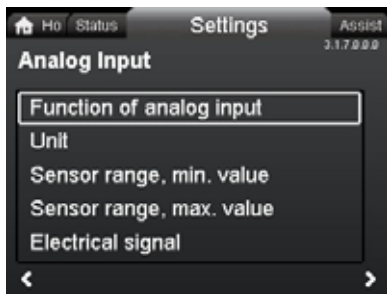 Ho Status Settings Assist
3.1.7.0.0.0
Analog Input
Function of analog input
Unit
Sensor range, min. value
Sensor range, max. value
Electrical signal